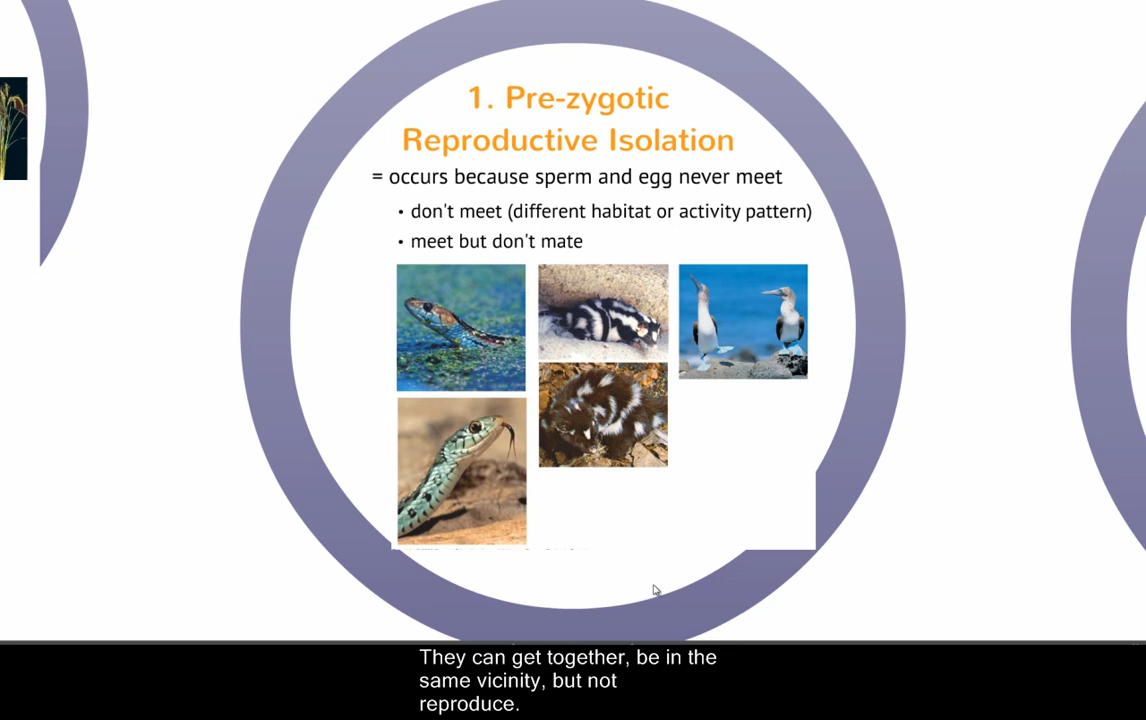 1. Pre-zygotic
Reproductive Isolation
= occurs because sperm and egg never meet
• don't meet (different habitat or activity pattern)
• meet but don't mate
They can get together, be in the
same vicinity, but not
reproduce.